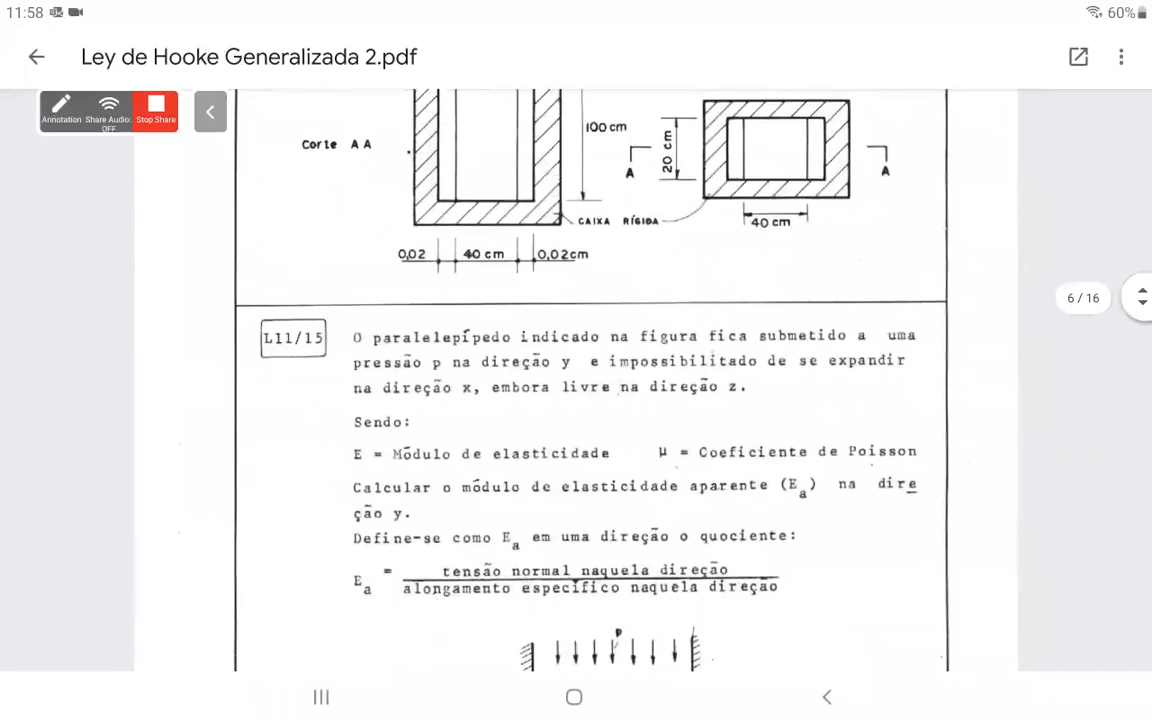 11:58
60%
Ley de Hooke Generalizada 2.pdf
Annotation Share Audio: OFF Stop Share
Corte A A
100 cm
20 cm
A
A
CAIXA RÍGIDA
40 cm
0,02 40 cm 0,02cm
6 / 16
L11/15
O paralelepípedo indicado na figura fica submetido a uma
pressão p na direção y e impossibilitado de se expandir
na direção x, embora livre na direção z.
Sendo:
E = Módulo de elasticidade μ = Coeficiente de Poisson
Calcular o módulo de elasticidade aparente (Ea) na dire
ção y.
Define-se como Ea em uma direção o quociente:
Ea = tensão normal naquela direção
alongamento específico naquela direção
p